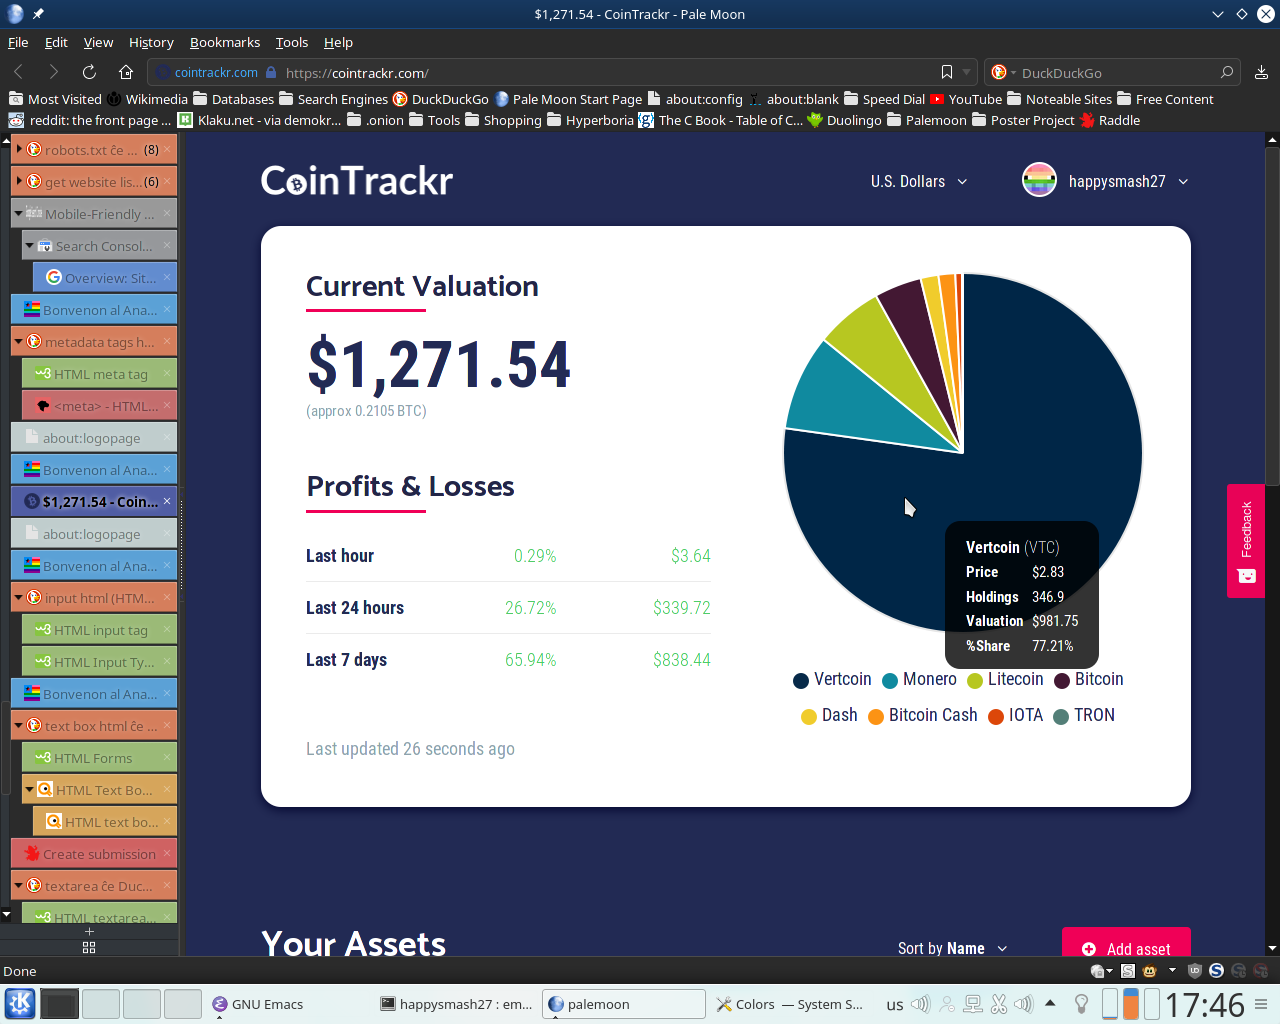 $1,271.54 - CoinTrackr - Pale Moon
File Edit View History Bookmarks Tools Help
cointrackr.com https://cointrackr.com/ DuckDuckGo
Most Visited Wikimedia Databases Search Engines DuckDuckGo Pale Moon Start Page about:config about:blank Speed Dial YouTube Noteable Sites Free Content
reddit: the front page ... Klaku.net - via demokr... .onion Tools Shopping Hyperboria The C Book - Table of C... Duolingo Palemoon Poster Project Raddle
robots.txt ĉe ... (8)
get website lis... (6)
Mobile-Friendly ...
Search Consol...
Overview: Sit...
Bonvenon al Ana...
metadata tags h...
HTML meta tag
<meta> - HTML...
about:logopage
Bonvenon al Ana...
$1,271.54 - Coin...
about:logopage
Bonvenon al Ana...
input html (HTM...
HTML input tag
HTML Input Ty...
Bonvenon al Ana...
text box html ĉe ...
HTML Forms
HTML Text Bo...
HTML text bo...
Create submission
textarea ĉe Duc...
HTML textarea...
CoinTrackr
U.S. Dollars
happysmash27
Current Valuation
$1,271.54
(approx 0.2105 BTC)
Profits & Losses
Last hour 0.29% $3.64
Last 24 hours 26.72% $339.72
Last 7 days 65.94% $838.44
Last updated 26 seconds ago
Vertcoin (VTC)
Price $2.83
Holdings 346.9
Valuation $981.75
%Share 77.21%
Vertcoin Monero Litecoin Bitcoin
Dash Bitcoin Cash IOTA TRON
Feedback
Your Assets
Sort by Name
Add asset
Done
GNU Emacs
happysmash27 : em...
palemoon
Colors — System S...
us
17:46